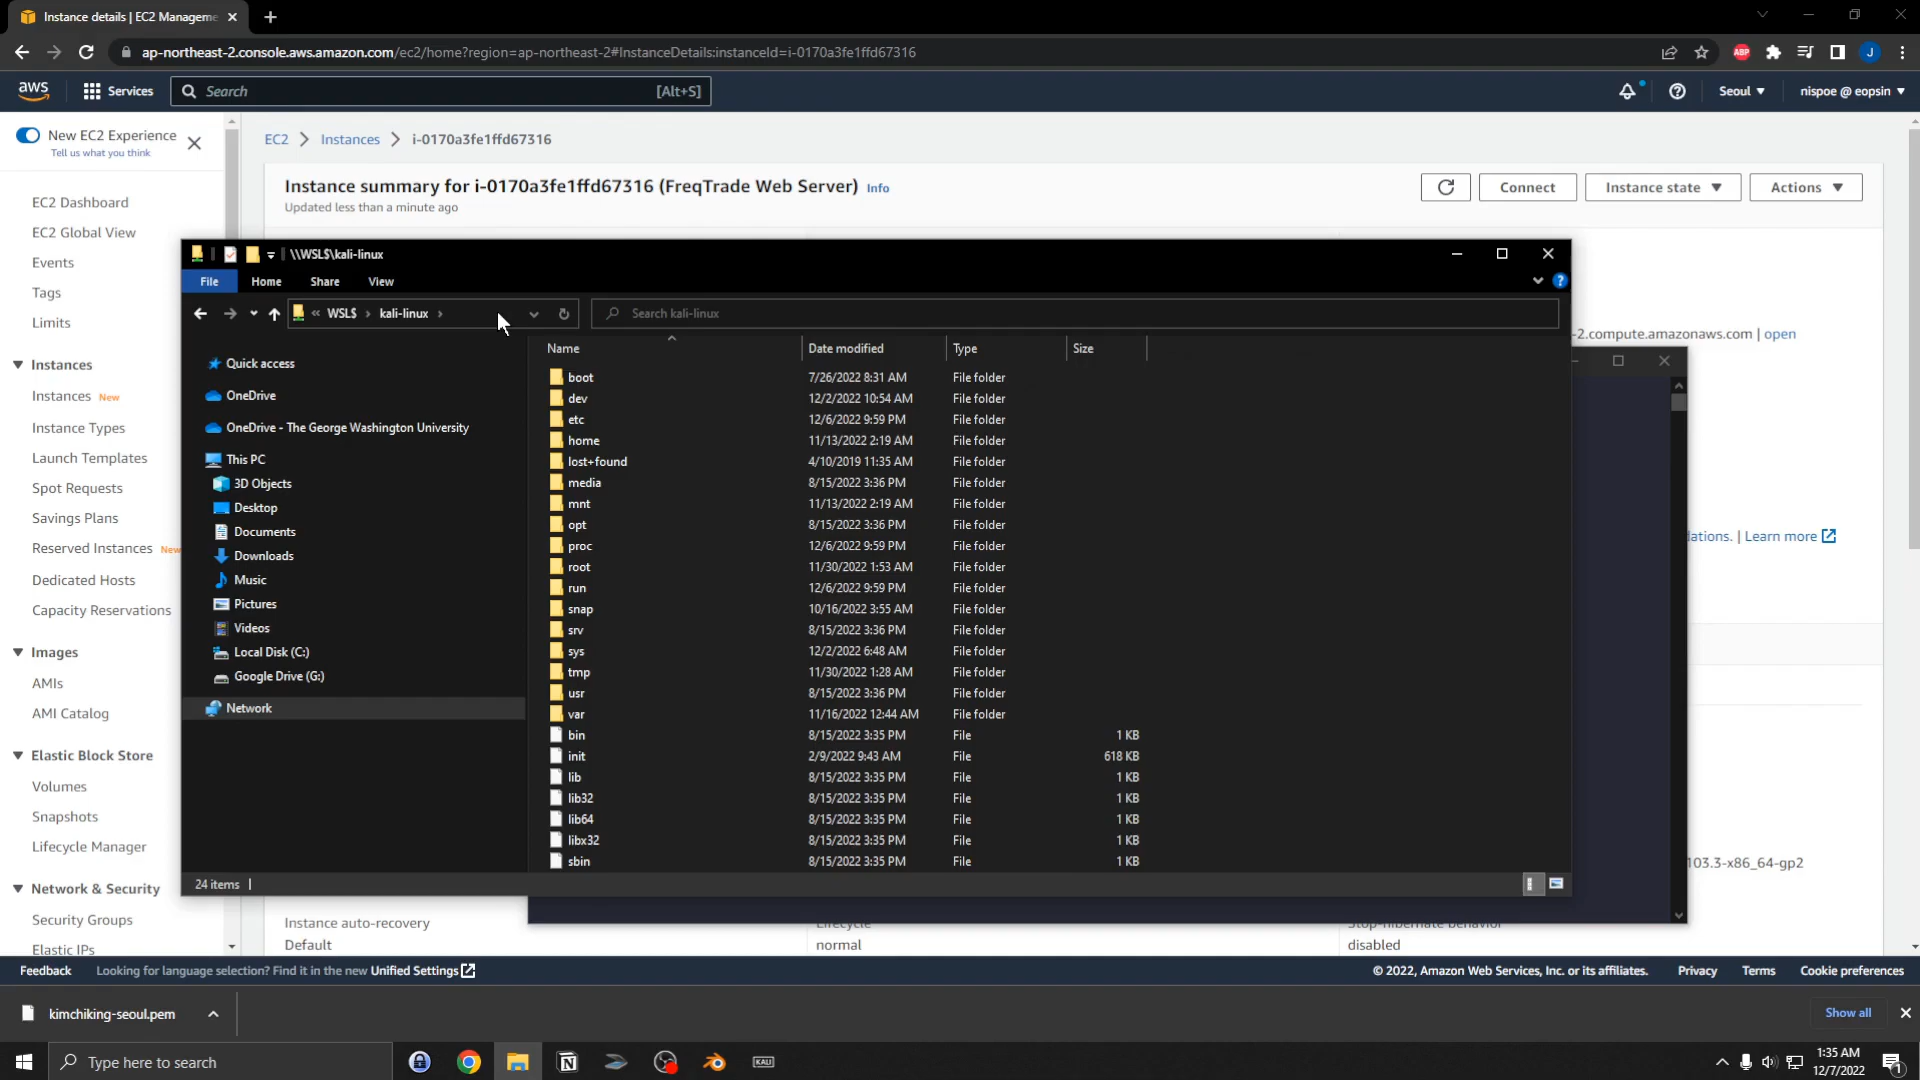 Instance details | EC2 Manageme
ap-northeast-2.console.aws.amazon.com/ec2/home?region=ap-northeast-2#InstanceDetails:instanceId=i-0170a3fe1ffd67316
ABP
J
aws
Services
Search
[Alt+S]
Seoul
nispoe @ eopsin
New EC2 Experience
Tell us what you think
EC2 Dashboard
EC2 Global View
Events
Tags
Limits
Instances
Instances New
Instance Types
Launch Templates
Spot Requests
Savings Plans
Reserved Instances New
Dedicated Hosts
Capacity Reservations
Images
AMIs
AMI Catalog
Elastic Block Store
Volumes
Snapshots
Lifecycle Manager
Network & Security
Security Groups
Elastic IPs
EC2 > Instances > i-0170a3fe1ffd67316
Instance summary for i-0170a3fe1ffd67316 (FreqTrade Web Server) Info
Updated less than a minute ago
Connect
Instance state
Actions
-2.compute.amazonaws.com | open
dations. | Learn more
103.3-x86_64-gp2
\\WSL$\kali-linux
File
Home
Share
View
« WSL$ > kali-linux >
Search kali-linux
Quick access
OneDrive
OneDrive - The George Washington University
This PC
3D Objects
Desktop
Documents
Downloads
Music
Pictures
Videos
Local Disk (C:)
Google Drive (G:)
Network
Name Date modified Type Size
boot 7/26/2022 8:31 AM File folder
dev 12/2/2022 10:54 AM File folder
etc 12/6/2022 9:59 PM File folder
home 11/13/2022 2:19 AM File folder
lost+found 4/10/2019 11:35 AM File folder
media 8/15/2022 3:36 PM File folder
mnt 11/13/2022 2:19 AM File folder
opt 8/15/2022 3:36 PM File folder
proc 12/6/2022 9:59 PM File folder
root 11/30/2022 1:53 AM File folder
run 12/6/2022 9:59 PM File folder
snap 10/16/2022 3:55 AM File folder
srv 8/15/2022 3:36 PM File folder
sys 12/2/2022 6:48 AM File folder
tmp 11/30/2022 1:28 AM File folder
usr 8/15/2022 3:36 PM File folder
var 11/16/2022 12:44 AM File folder
bin 8/15/2022 3:35 PM File 1 KB
init 2/9/2022 9:43 AM File 618 KB
lib 8/15/2022 3:35 PM File 1 KB
lib32 8/15/2022 3:35 PM File 1 KB
lib64 8/15/2022 3:35 PM File 1 KB
libx32 8/15/2022 3:35 PM File 1 KB
sbin 8/15/2022 3:35 PM File 1 KB
24 items
Instance auto-recovery
Default
Lifecycle
normal
Stop-hibernate behavior
disabled
Feedback
Looking for language selection? Find it in the new Unified Settings
© 2022, Amazon Web Services, Inc. or its affiliates.
Privacy
Terms
Cookie preferences
kimchiking-seoul.pem
Show all
Type here to search
KALI
1:35 AM
12/7/2022
1